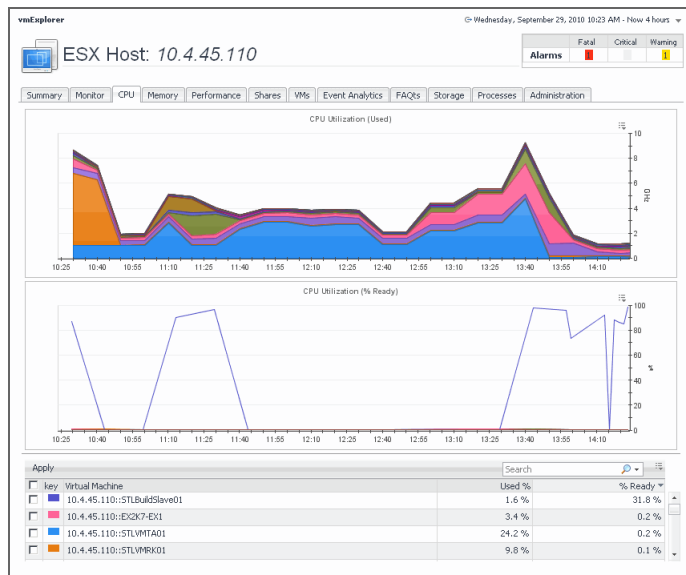 vmExplorer
Wednesday, September 29, 2010 10:23 AM - Now 4 hours
ESX Host: 10.4.45.110
Fatal Critical Warning
Alarms 1 1
Summary Monitor CPU Memory Performance Shares VMs Event Analytics FAQts Storage Processes Administration
CPU Utilization (Used)
10
8
6
4
2
0
GHz
10:25 10:40 10:55 11:10 11:25 11:40 11:55 12:10 12:25 12:40 12:55 13:10 13:25 13:40 13:55 14:10
CPU Utilization (% Ready)
100
80
60
40
20
0
%
10:25 10:40 10:55 11:10 11:25 11:40 11:55 12:10 12:25 12:40 12:55 13:10 13:25 13:40 13:55 14:10
Apply Search
key Virtual Machine Used % % Ready
10.4.45.110::STLBuildSlave01 1.6 % 31.8 %
10.4.45.110::EX2K7-EX1 3.4 % 0.2 %
10.4.45.110::STLVMTA01 24.2 % 0.2 %
10.4.45.110::STLVMRK01 9.8 % 0.1 %